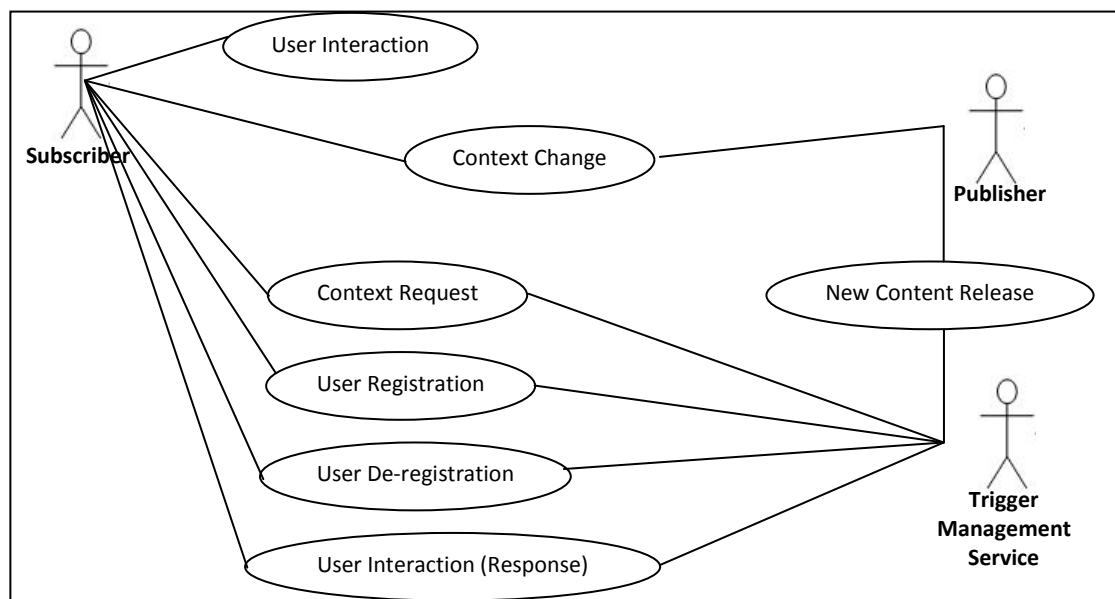 User Interaction
Subscriber
Context Change
Publisher
Context Request
New Content Release
User Registration
User De-registration
Trigger
Management
Service
User Interaction (Response)